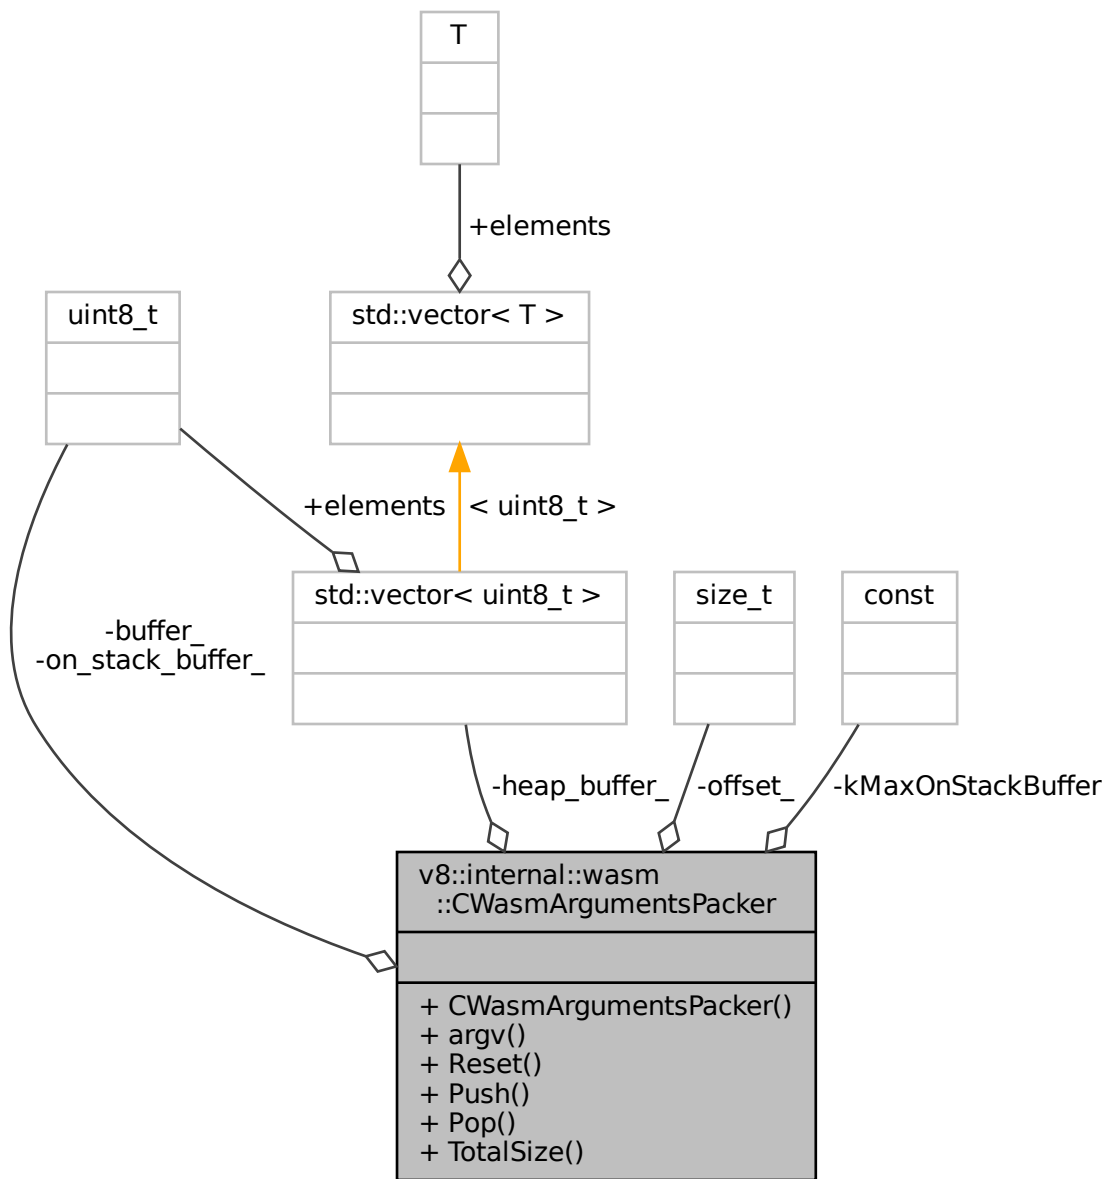 T
+elements
uint8_t
std::vector< T >
+elements
< uint8_t >
std::vector< uint8_t >
size_t
const
-buffer_
-on_stack_buffer_
-heap_buffer_
-offset_
-kMaxOnStackBuffer
v8::internal::wasm
::CWasmArgumentsPacker
+ CWasmArgumentsPacker()
+ argv()
+ Reset()
+ Push()
+ Pop()
+ TotalSize()